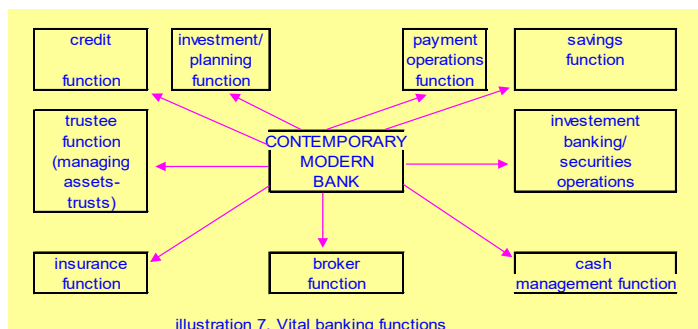 credit
function
investment/
planning
function
payment
operations
function
savings
function
trustee
function
(managing
assets-
trusts)
CONTEMPORARY
MODERN
BANK
investement
banking/
securities
operations
insurance
function
broker
function
cash
management function
illustration 7. Vital banking functions